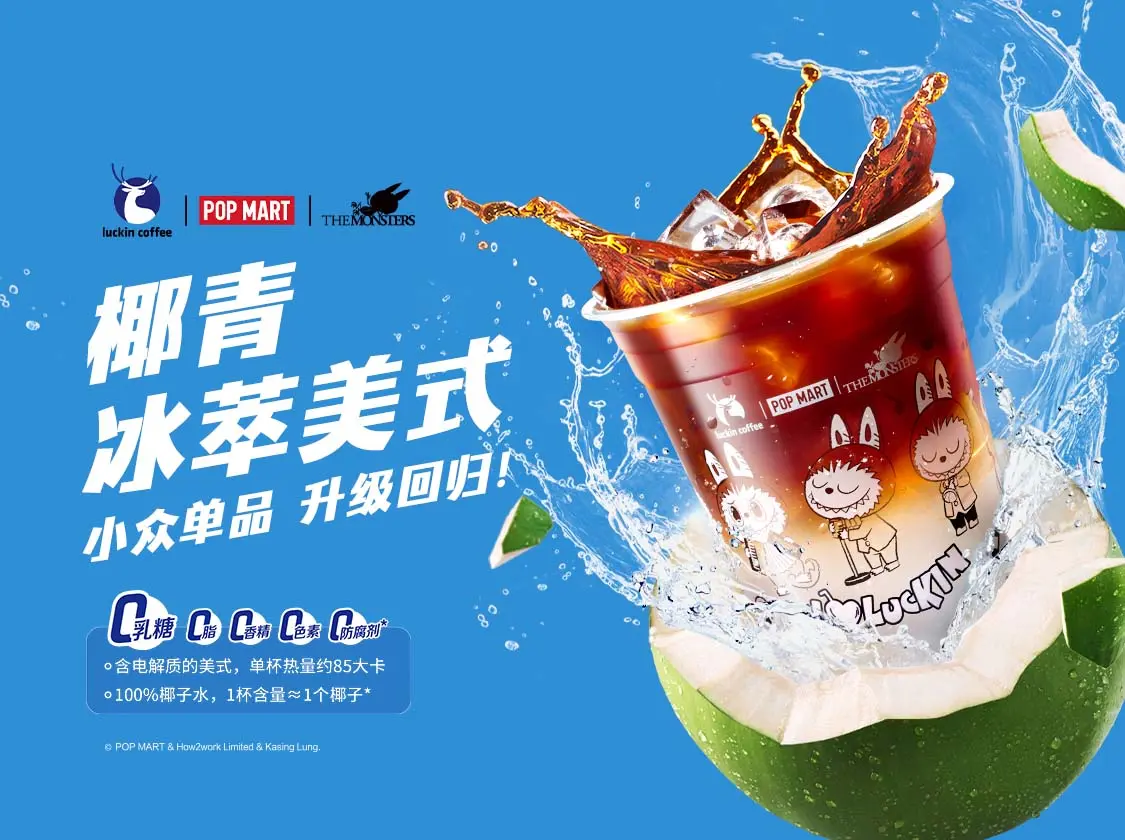 luckin coffee | POP MART | THE MONSTERS
椰青
冰萃美式
小众单品 升级回归!
0乳糖 0脂 0香精 0色素 0防腐剂*
含电解质的美式，单杯热量约85大卡
100%椰子水，1杯含量≈1个椰子*
© POP MART & How2work Limited & Kasing Lung.
luckin coffee | POP MART | THE MONSTERS
LUCKIN